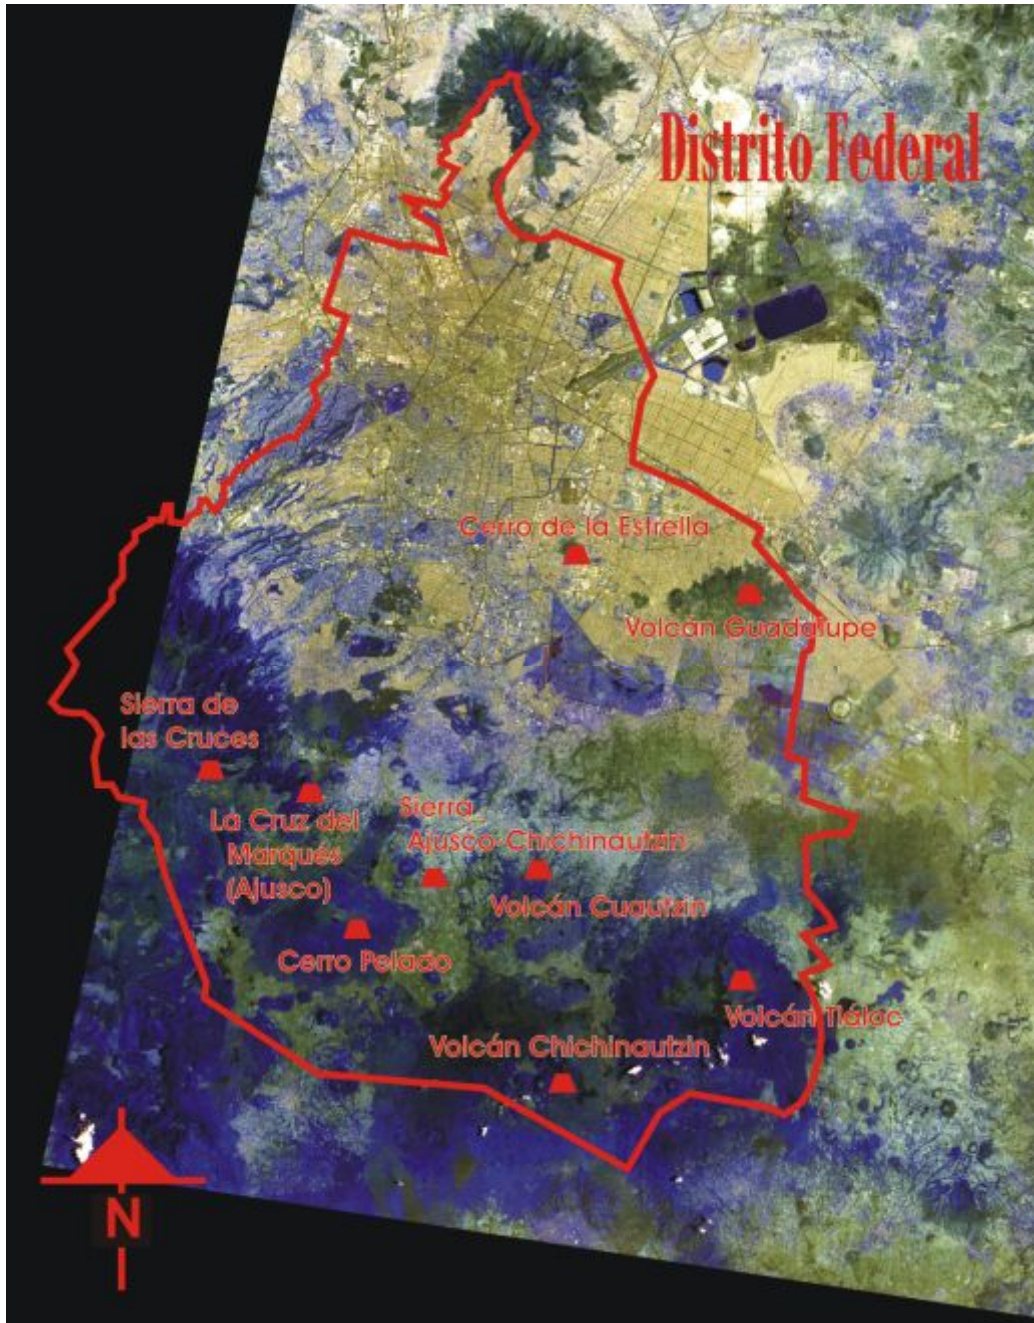 Distrito Federal
Cerro de la Estrella
Volcán Guadalupe
Sierra de
las Cruces
La Cruz del
Marqués
(Ajusco)
Sierra
Ajusco-Chichinautzin
Volcán Cuautzin
Cerro Pelado
Volcán Tláloc
Volcán Chichinautzin
N